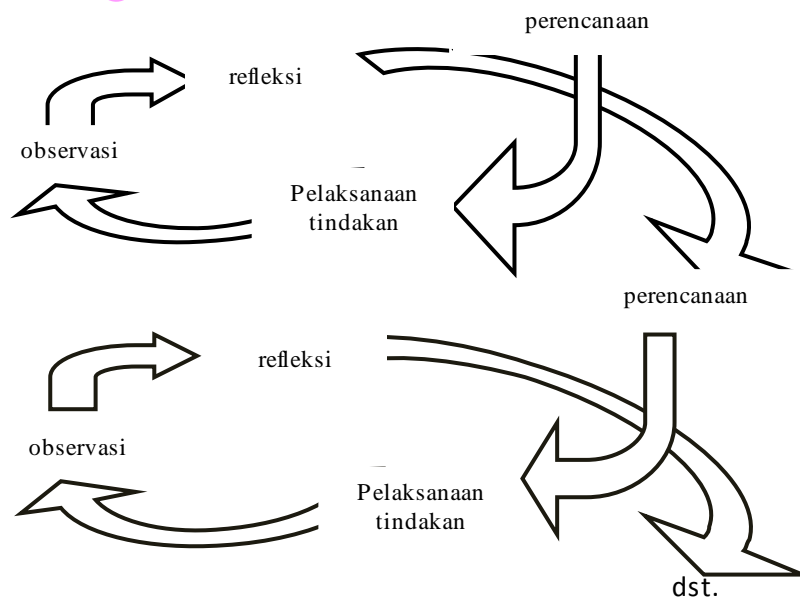 perencanaan
refleksi
observasi
Pelaksanaan
tindakan
perencanaan
refleksi
observasi
Pelaksanaan
tindakan
dst.